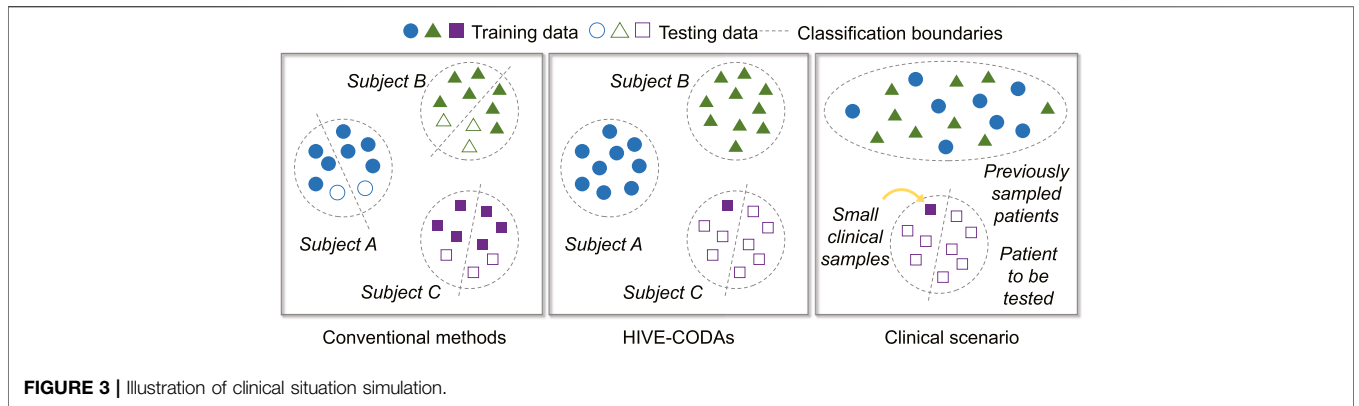 Training data Testing data Classification boundaries
Subject B
Subject A
Subject C
Conventional methods
Subject B
Subject A
Subject C
HIVE-CODAs
Previously
sampled
patients
Small
clinical
samples
Patient
to be
tested
Clinical scenario
FIGURE 3 | Illustration of clinical situation simulation.